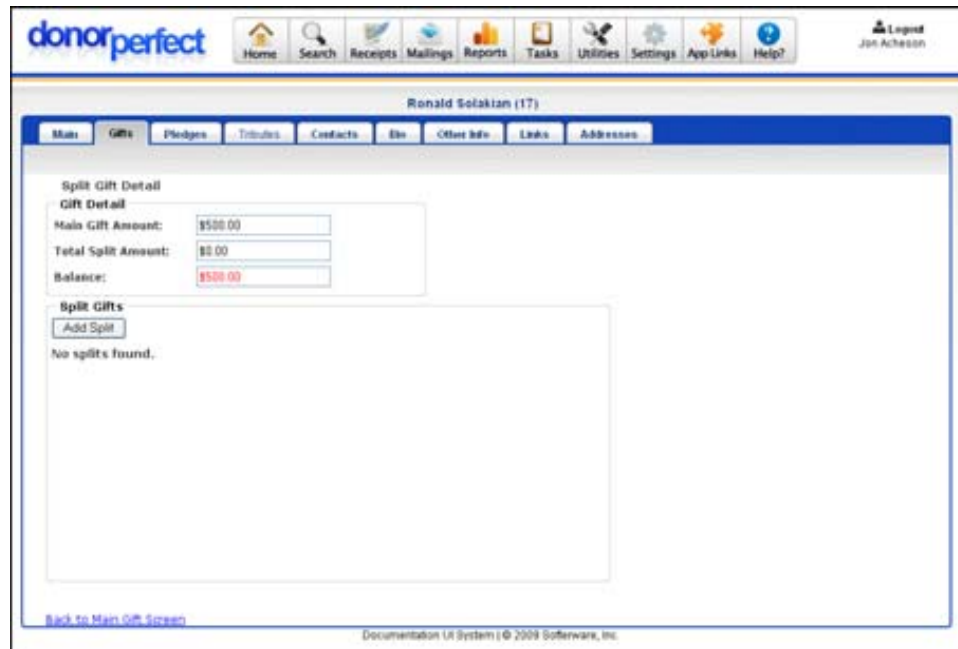 donorperfect
Home Search Receipts Mailings Reports Tasks Utilities Settings App Links Help?
Logout
Jon Acheson
Ronald Solakian (17)
Main Gifts Pledges Tributes Contacts Bio Other Info Links Addresses
Split Gift Detail
Gift Detail
Main Gift Amount: $500.00
Total Split Amount: $0.00
Balance: $500.00
Split Gifts
Add Split
No splits found.
Back to Main Gift Screen
Documentation UI System | © 2009 Softerware, Inc.